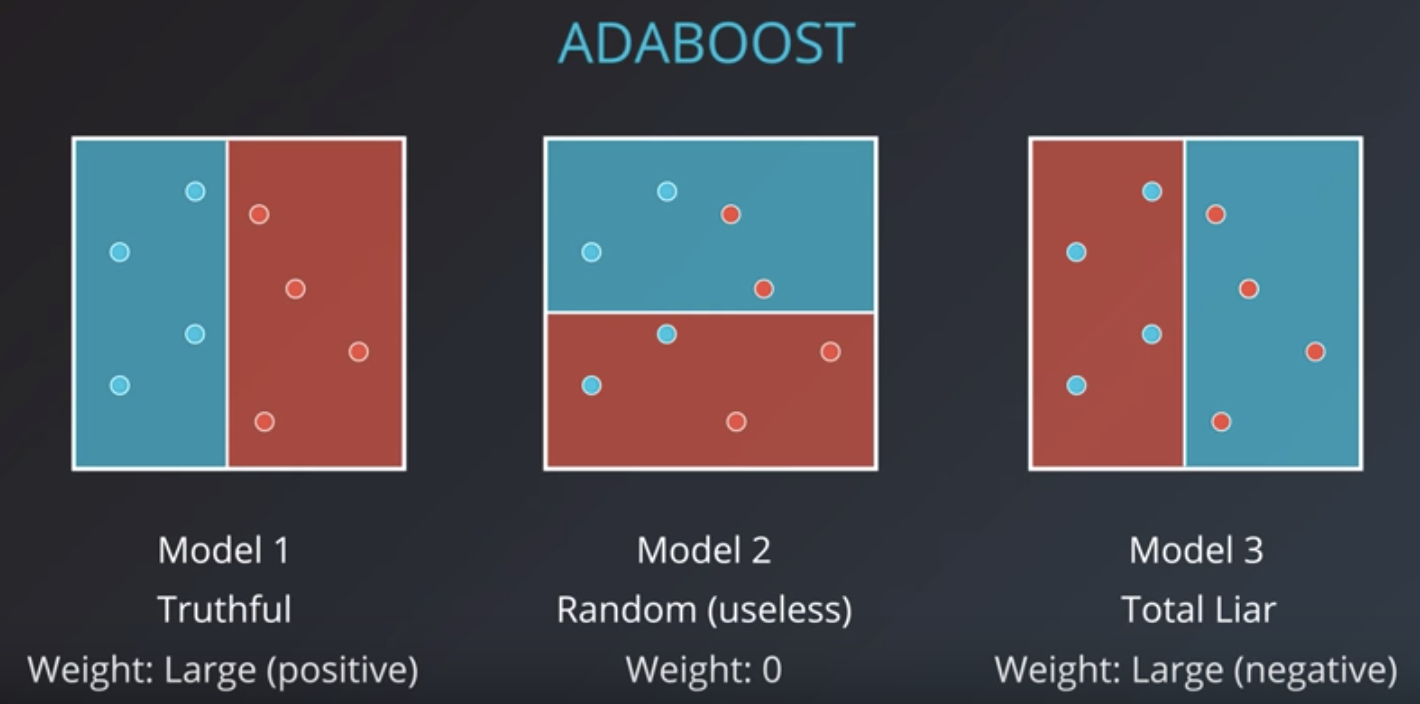 ADABOOST
Model 1
Truthful
Weight: Large (positive)
Model 2
Random (useless)
Weight: 0
Model 3
Total Liar
Weight: Large (negative)